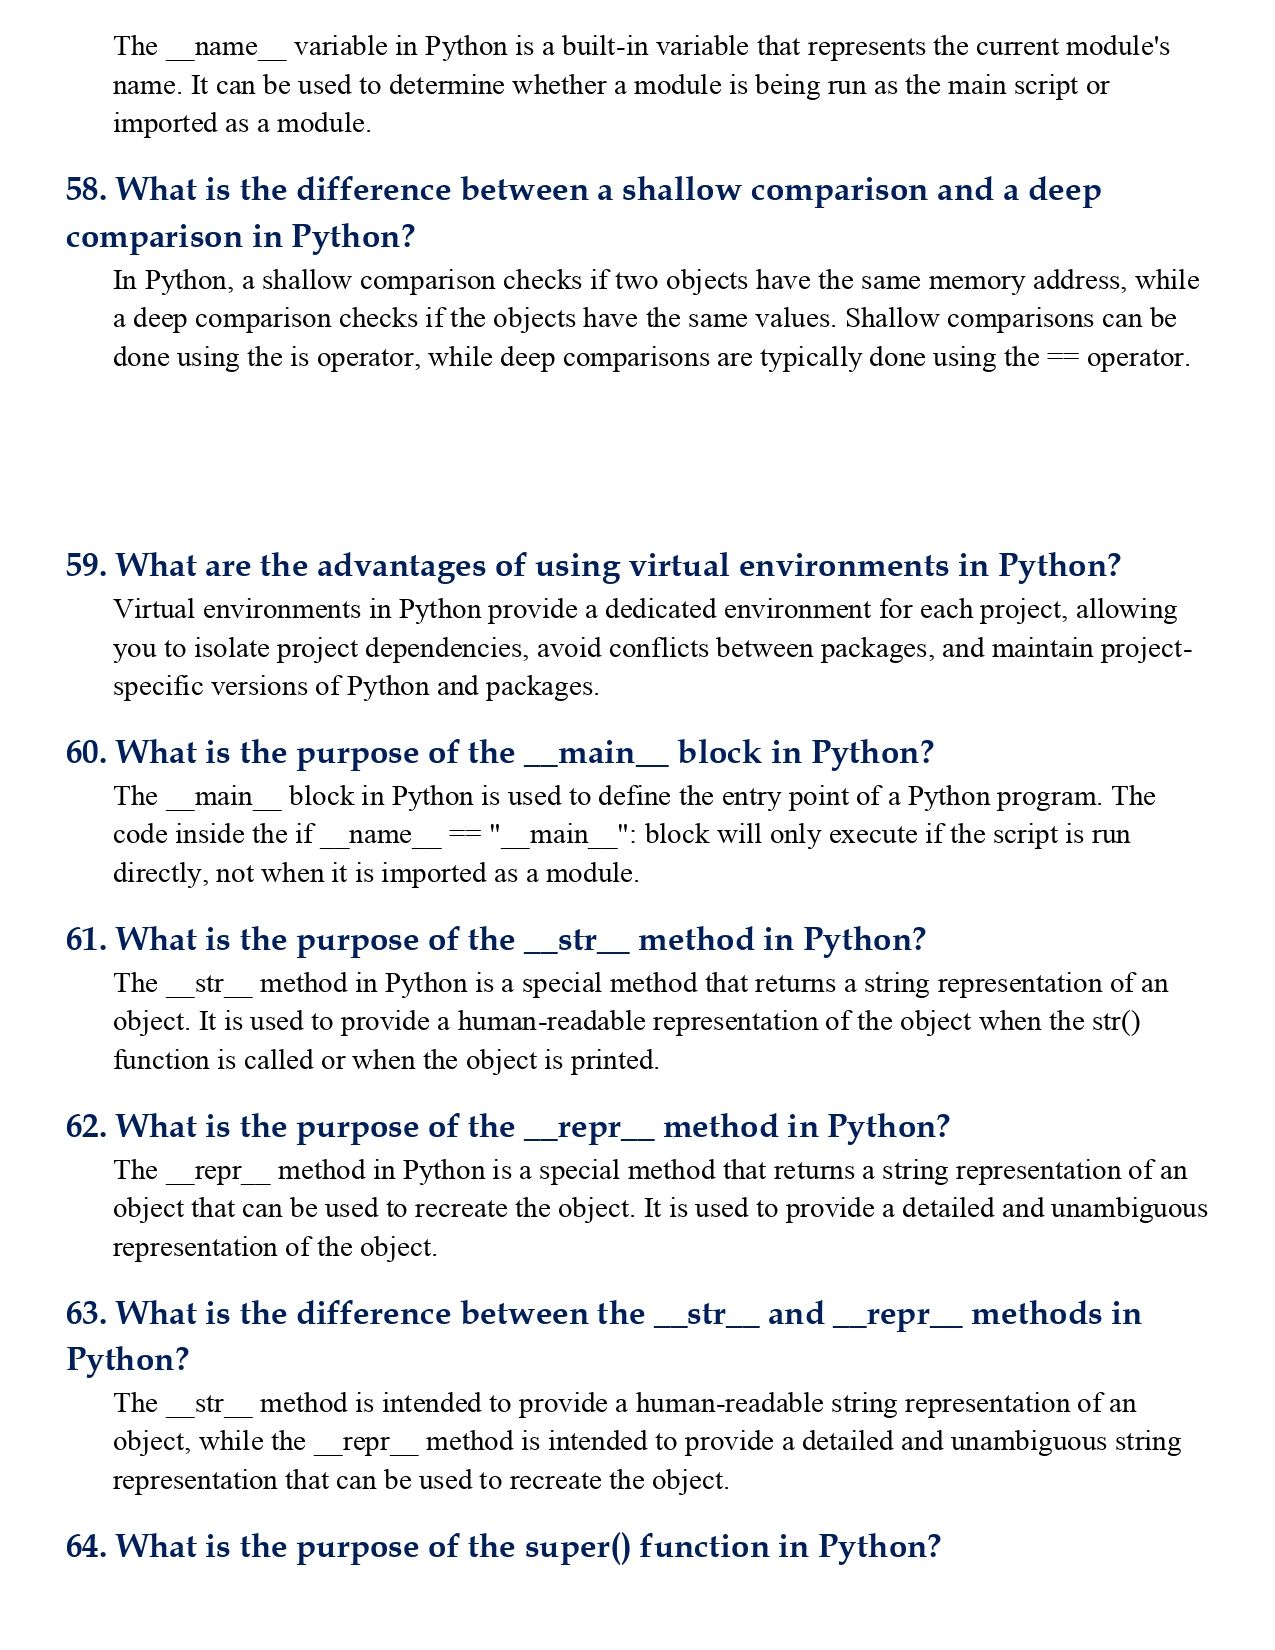 The __name__ variable in Python is a built-in variable that represents the current module's
name. It can be used to determine whether a module is being run as the main script or
imported as a module.
58. What is the difference between a shallow comparison and a deep
comparison in Python?
In Python, a shallow comparison checks if two objects have the same memory address, while
a deep comparison checks if the objects have the same values. Shallow comparisons can be
done using the is operator, while deep comparisons are typically done using the == operator.
59. What are the advantages of using virtual environments in Python?
Virtual environments in Python provide a dedicated environment for each project, allowing
you to isolate project dependencies, avoid conflicts between packages, and maintain project-
specific versions of Python and packages.
60. What is the purpose of the __main__ block in Python?
The __main__ block in Python is used to define the entry point of a Python program. The
code inside the if __name__ == "__main__": block will only execute if the script is run
directly, not when it is imported as a module.
61. What is the purpose of the __str__ method in Python?
The __str__ method in Python is a special method that returns a string representation of an
object. It is used to provide a human-readable representation of the object when the str()
function is called or when the object is printed.
62. What is the purpose of the __repr__ method in Python?
The __repr__ method in Python is a special method that returns a string representation of an
object that can be used to recreate the object. It is used to provide a detailed and unambiguous
representation of the object.
63. What is the difference between the __str__ and __repr__ methods in
Python?
The __str__ method is intended to provide a human-readable string representation of an
object, while the __repr__ method is intended to provide a detailed and unambiguous string
representation that can be used to recreate the object.
64. What is the purpose of the super() function in Python?